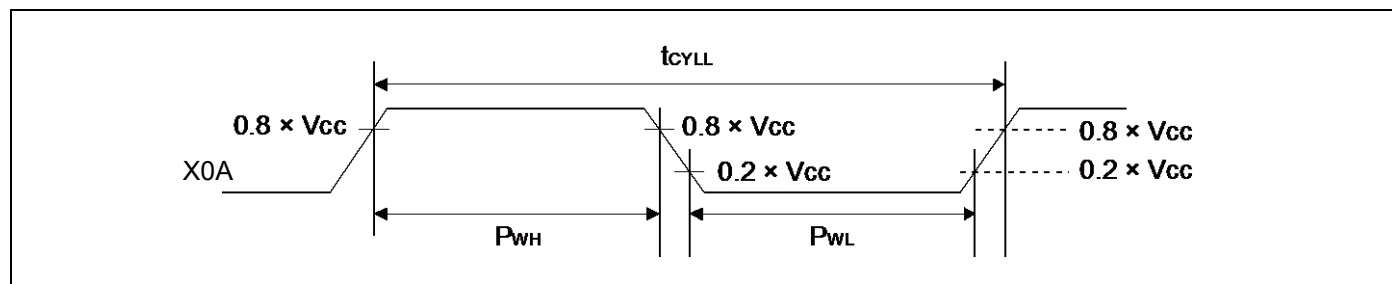 tCYLL
0.8 × Vcc
0.8 × Vcc
0.8 × Vcc
X0A
0.2 × Vcc
0.2 × Vcc
PWH
PWL